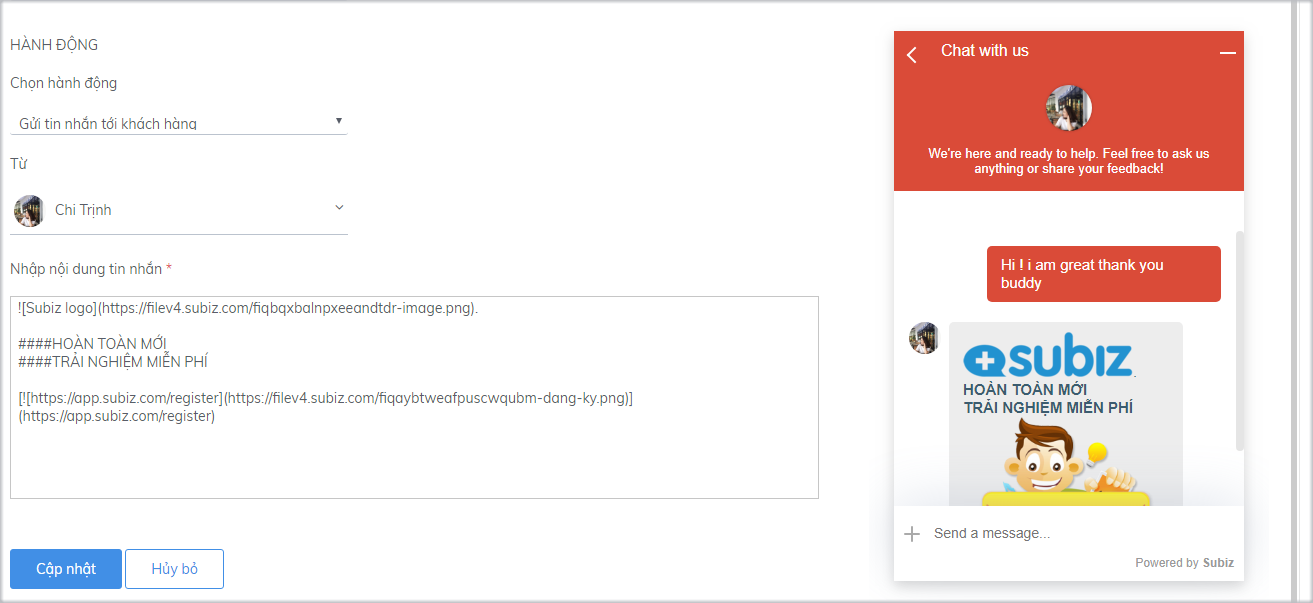 HÀNH ĐỘNG
Chọn hành động
Gửi tin nhắn tới khách hàng
Từ
Chi Trịnh
Nhập nội dung tin nhắn *
![Subiz logo](https://filev4.subiz.com/fiqbqxbalnpxeeandtdr-image.png).
####HOÀN TOÀN MỚI
####TRẢI NGHIỆM MIỄN PHÍ
[![https://app.subiz.com/register](https://filev4.subiz.com/fiqaybtweafpuscwqubm-dang-ky.png)]
(https://app.subiz.com/register)
Cập nhật
Hủy bỏ
Chat with us
We're here and ready to help. Feel free to ask us
anything or share your feedback!
Hi ! i am great thank you
buddy
subiz.
HOÀN TOÀN MỚI
TRẢI NGHIỆM MIỄN PHÍ
Send a message...
Powered by Subiz